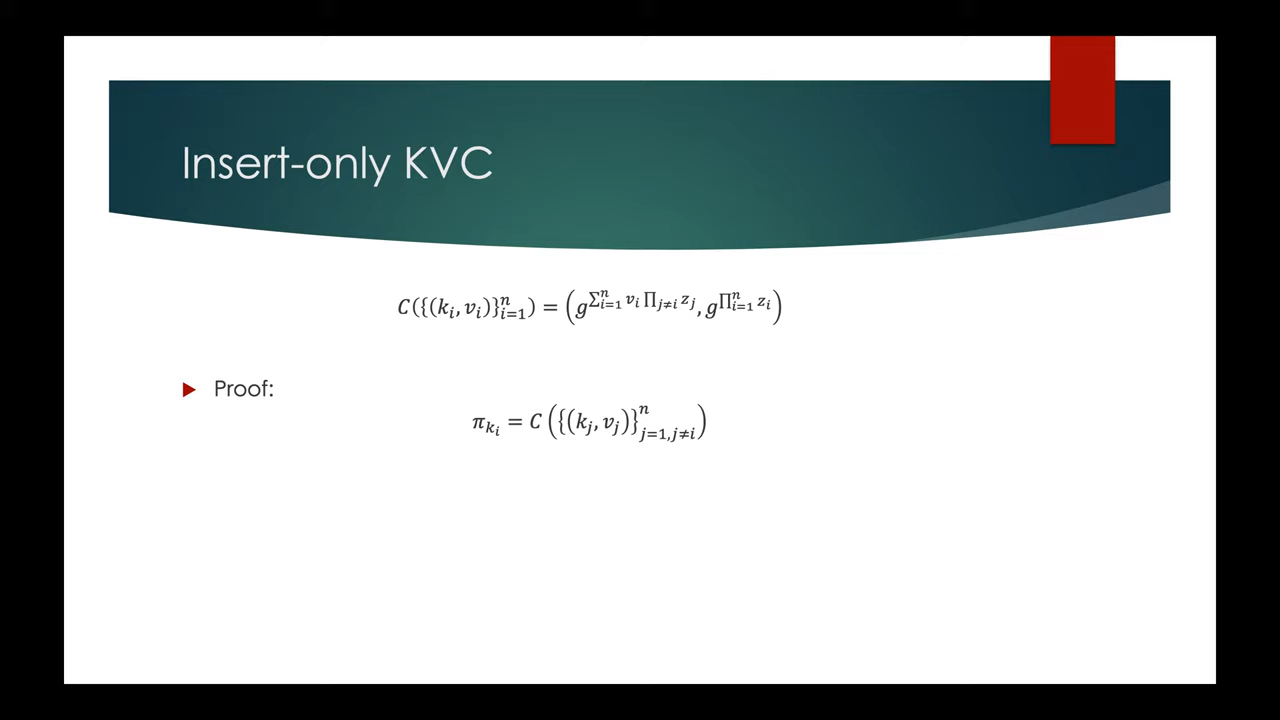 Insert-only KVC
C({(k_i, v_i)}_{i=1}^n) = (g^{∑_{i=1}^n v_i ∏_{j≠i} z_j}, g^{∏_{i=1}^n z_i})
Proof:
π_{k_i} = C({(k_j, v_j)}_{j=1,j≠i}^n)